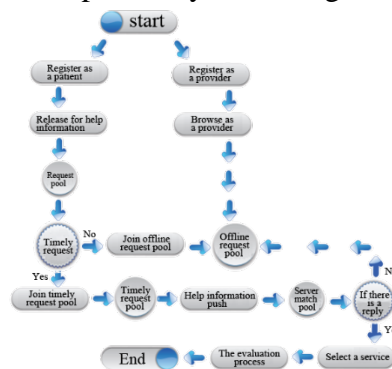 start
Register as
a patient
Register as
a provider
Release for help
information
Browse as
a provider
Request
pool
Timely
request
No
Join offline
request pool
Offline
request
pool
Yes
Join timely
request pool
Timely
request
pool
Help information
push
Server
match
pool
If there
is a
reply
N
Y
End
The evaluation
process
Select a service